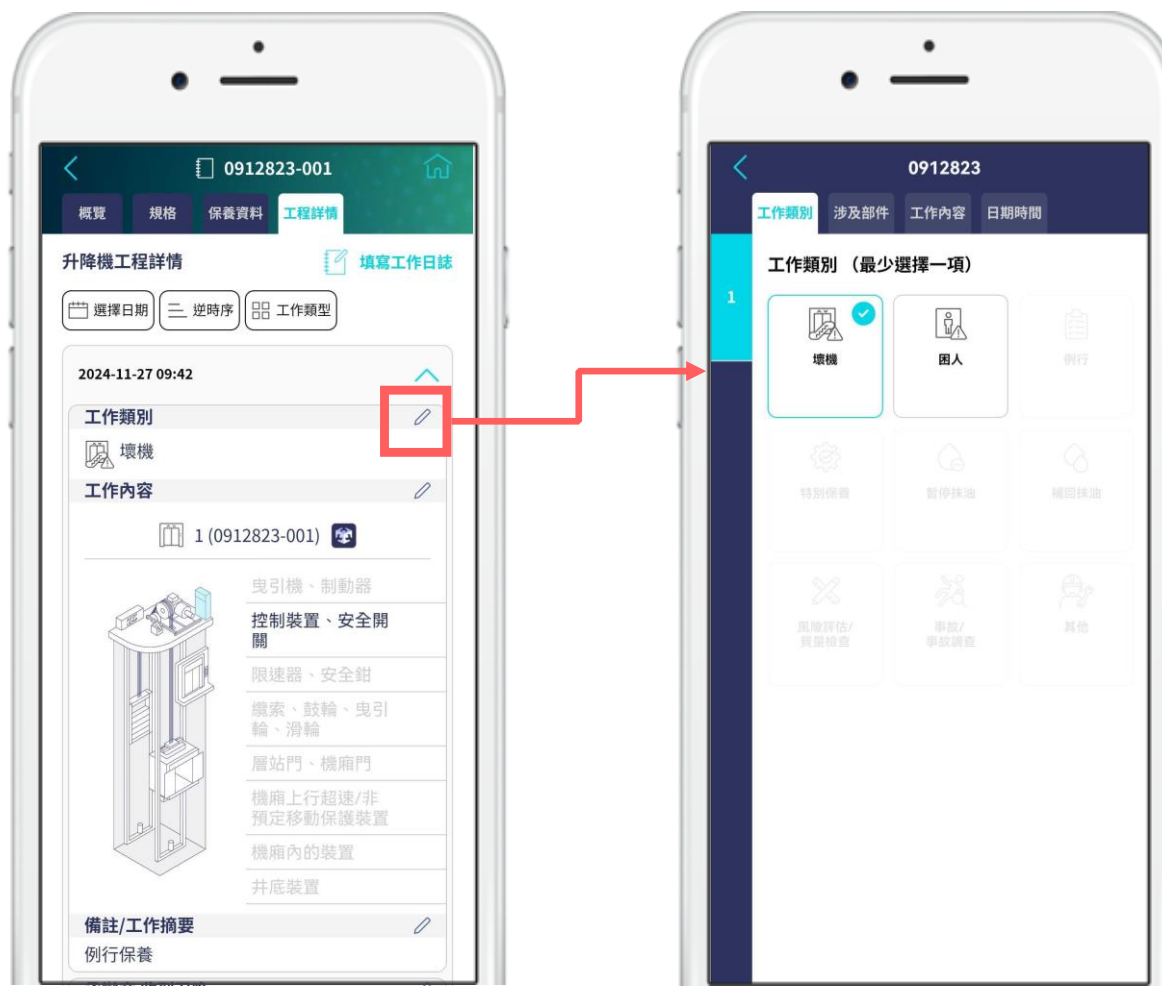 0912823-001
概覽 規格 保養資料 工程詳情
升降機工程詳情 填寫工作日誌
選擇日期 逆時序 工作類型
2024-11-27 09:42
工作類別
壞機
工作內容
1 (0912823-001)
曳引機、制動器
控制裝置、安全開
關
限速器、安全鉗
纜索、鼓輪、曳引
輪、滑輪
層站門、機廂門
機廂上行超速/非
預定移動保護裝置
機廂內的裝置
井底裝置
備註/工作摘要
例行保養
0912823
工作類別 涉及部件 工作內容 日期時間
1
工作類別 (最少選擇一項)
壞機 困人 例行
特別保養 暫停抹油 補回抹油
風險評估/
質量檢查
事故/
事故調查
其他